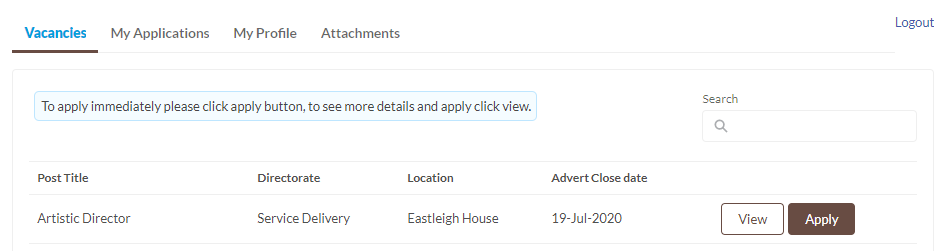 Vacancies My Applications My Profile Attachments Logout
To apply immediately please click apply button, to see more details and apply click view.
Search
Post Title Directorate Location Advert Close date
Artistic Director Service Delivery Eastleigh House 19-Jul-2020 View Apply